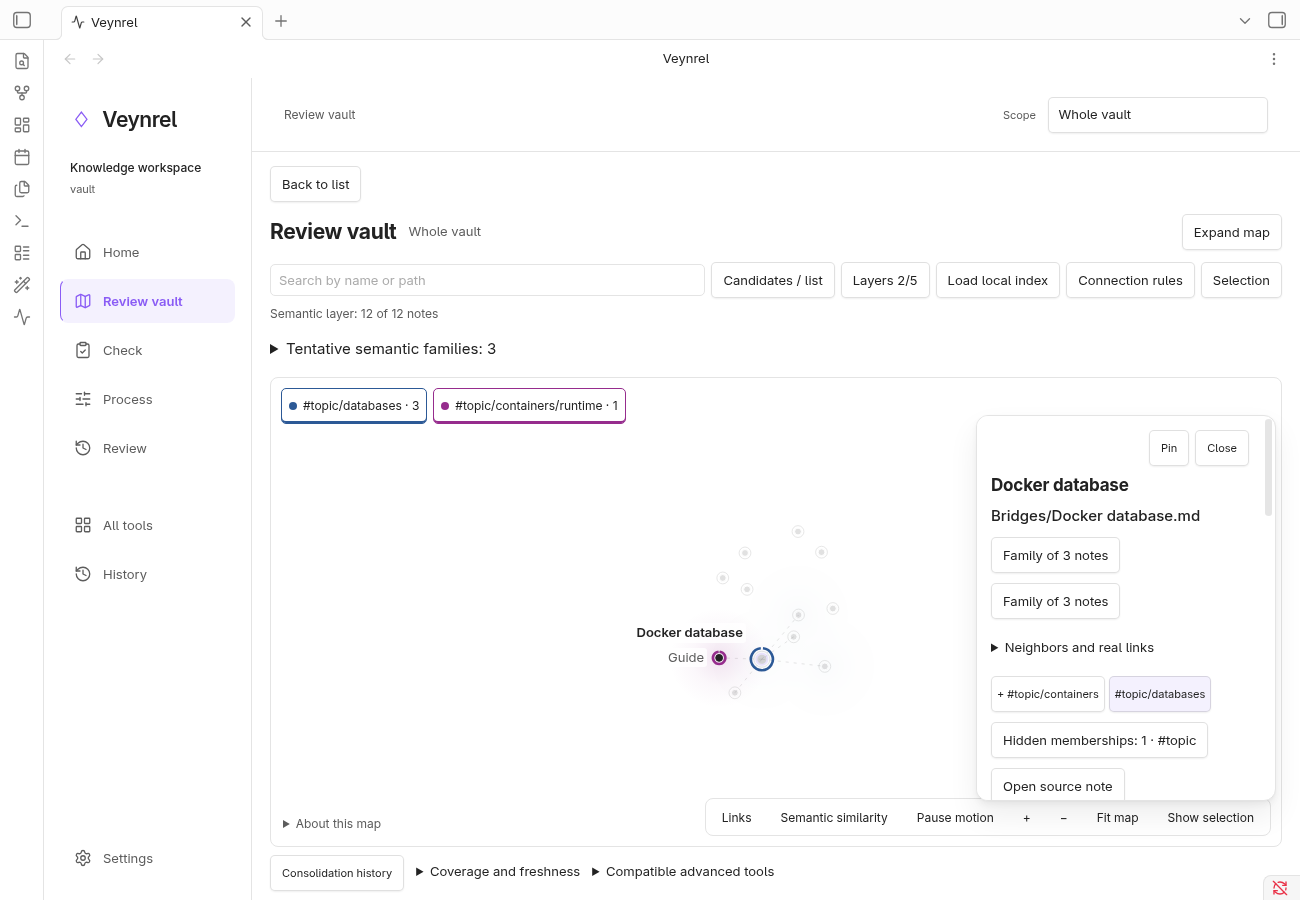 Veynrel
Veynrel
Veynrel
Knowledge workspace
vault
Home
Review vault
Check
Process
Review
All tools
History
Settings
Review vault
Scope
Whole vault
Back to list
Review vault
Whole vault
Expand map
Search by name or path
Candidates / list
Layers 2/5
Load local index
Connection rules
Selection
Semantic layer: 12 of 12 notes
Tentative semantic families: 3
#topic/databases · 3
#topic/containers/runtime · 1
Docker database
Guide
Pin
Close
Docker database
Bridges/Docker database.md
Family of 3 notes
Family of 3 notes
Neighbors and real links
+ #topic/containers
#topic/databases
Hidden memberships: 1 · #topic
Open source note
About this map
Links
Semantic similarity
Pause motion
+
−
Fit map
Show selection
Consolidation history
Coverage and freshness
Compatible advanced tools